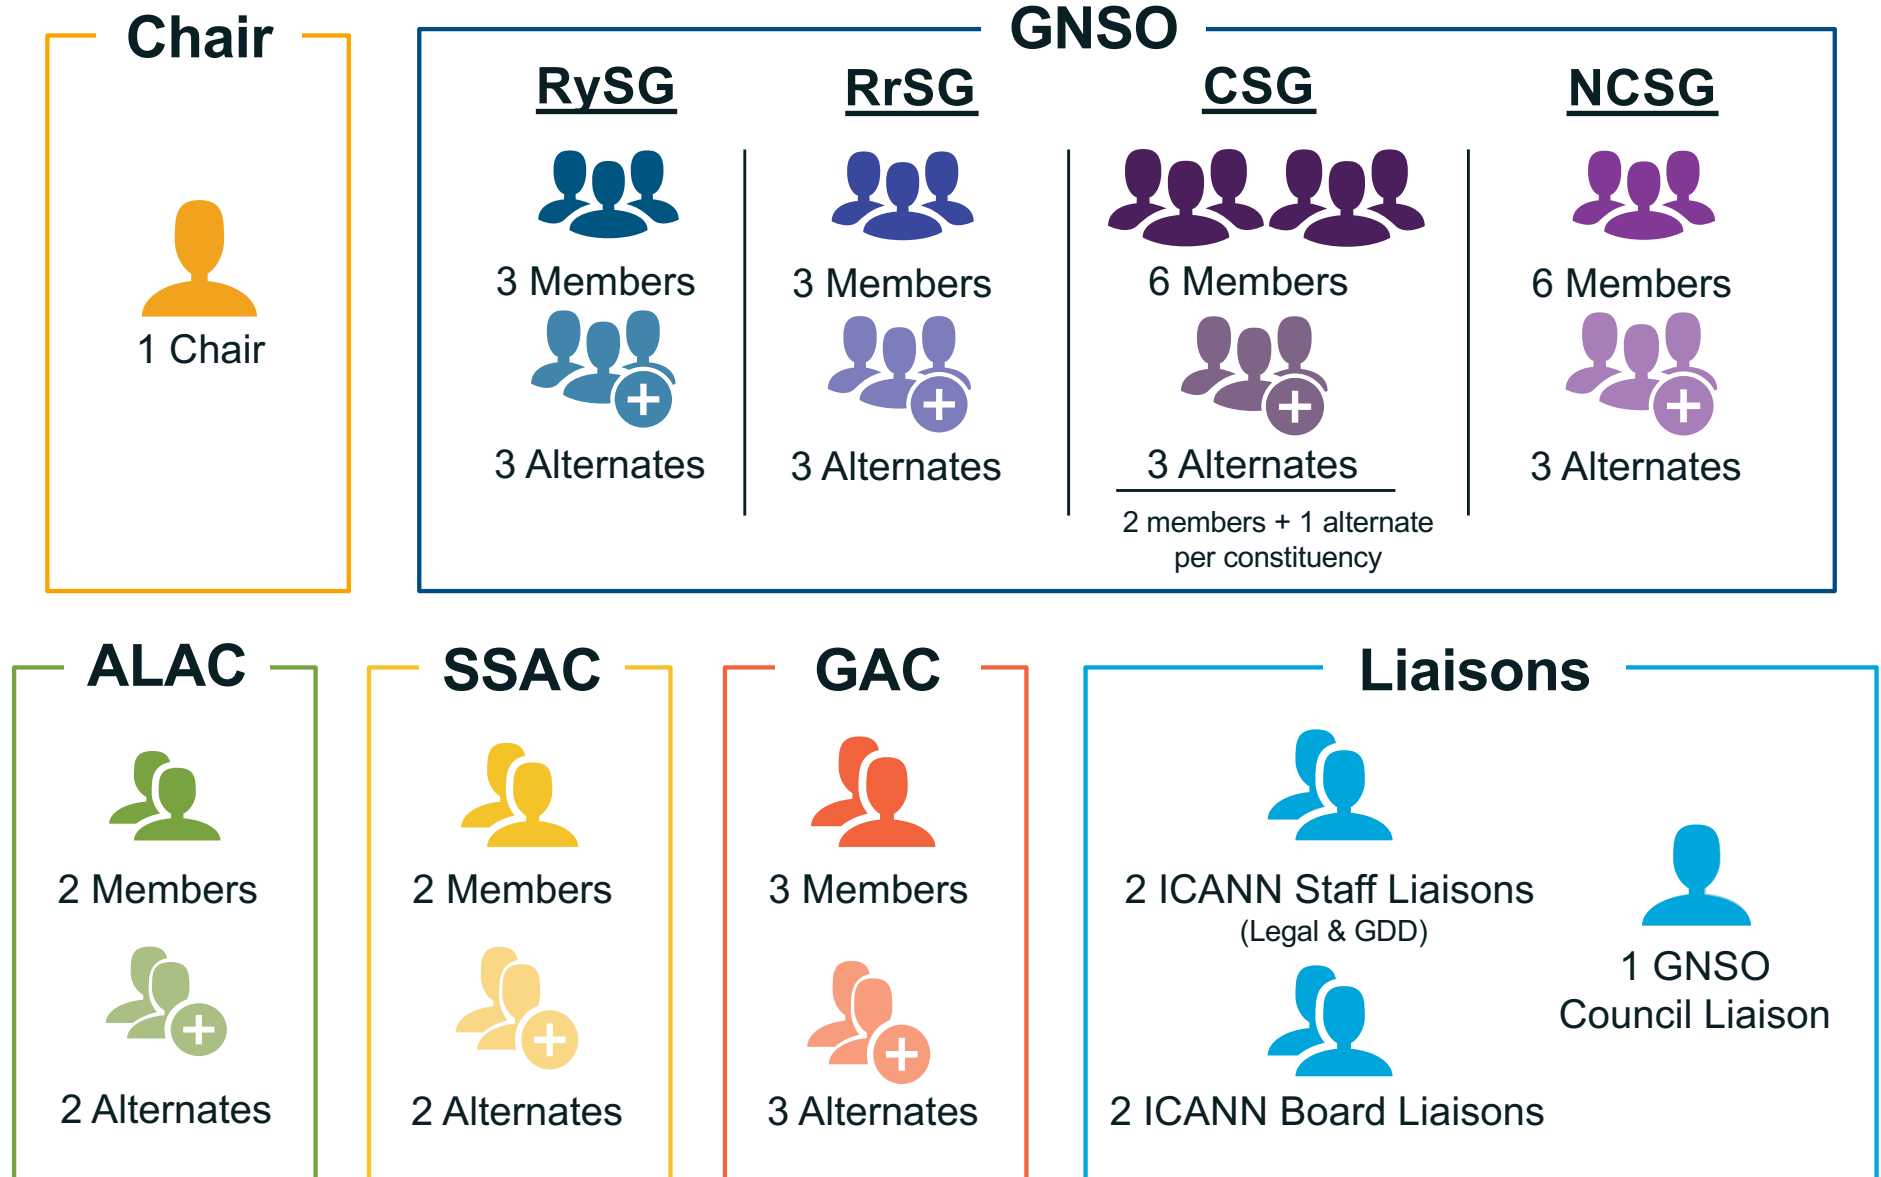 Chair
1 Chair
GNSO
RySG
3 Members
3 Alternates
RrSG
3 Members
3 Alternates
CSG
6 Members
3 Alternates
2 members + 1 alternate
per constituency
NCSG
6 Members
3 Alternates
ALAC
2 Members
2 Alternates
SSAC
2 Members
2 Alternates
GAC
3 Members
3 Alternates
Liaisons
2 ICANN Staff Liaisons
(Legal & GDD)
2 ICANN Board Liaisons
1 GNSO
Council Liaison